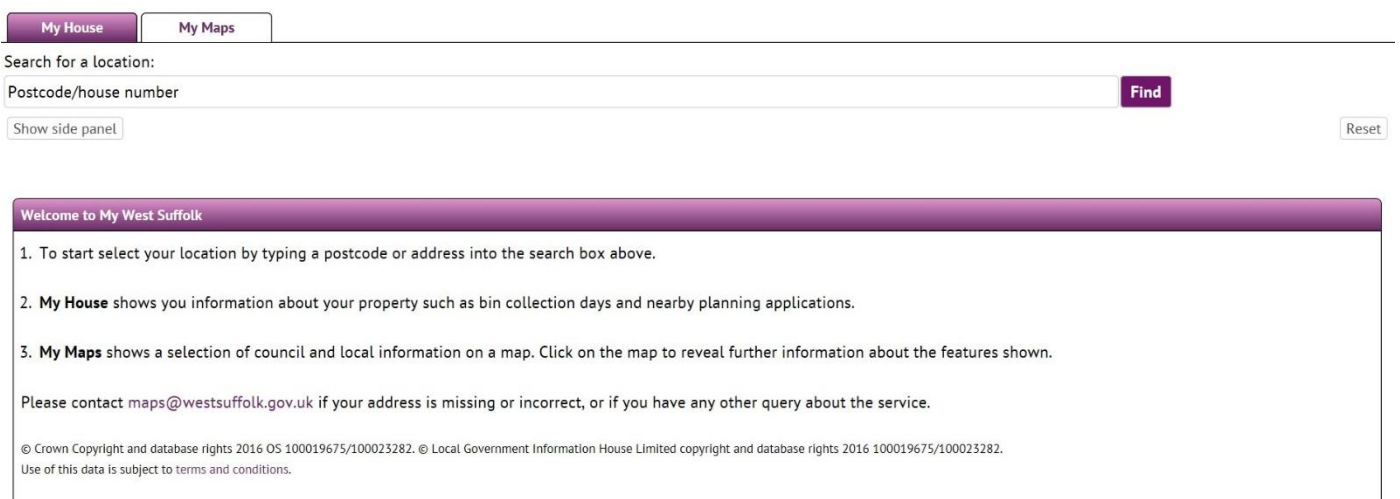 My House
My Maps
Search for a location:
Postcode/house number
Find
Show side panel
Reset
Welcome to My West Suffolk
1. To start select your location by typing a postcode or address into the search box above.
2. My House shows you information about your property such as bin collection days and nearby planning applications.
3. My Maps shows a selection of council and local information on a map. Click on the map to reveal further information about the features shown.
Please contact maps@westsuffolk.gov.uk if your address is missing or incorrect, or if you have any other query about the service.
© Crown Copyright and database rights 2016 OS 100019675/100023282. © Local Government Information House Limited copyright and database rights 2016 100019675/100023282.
Use of this data is subject to terms and conditions.